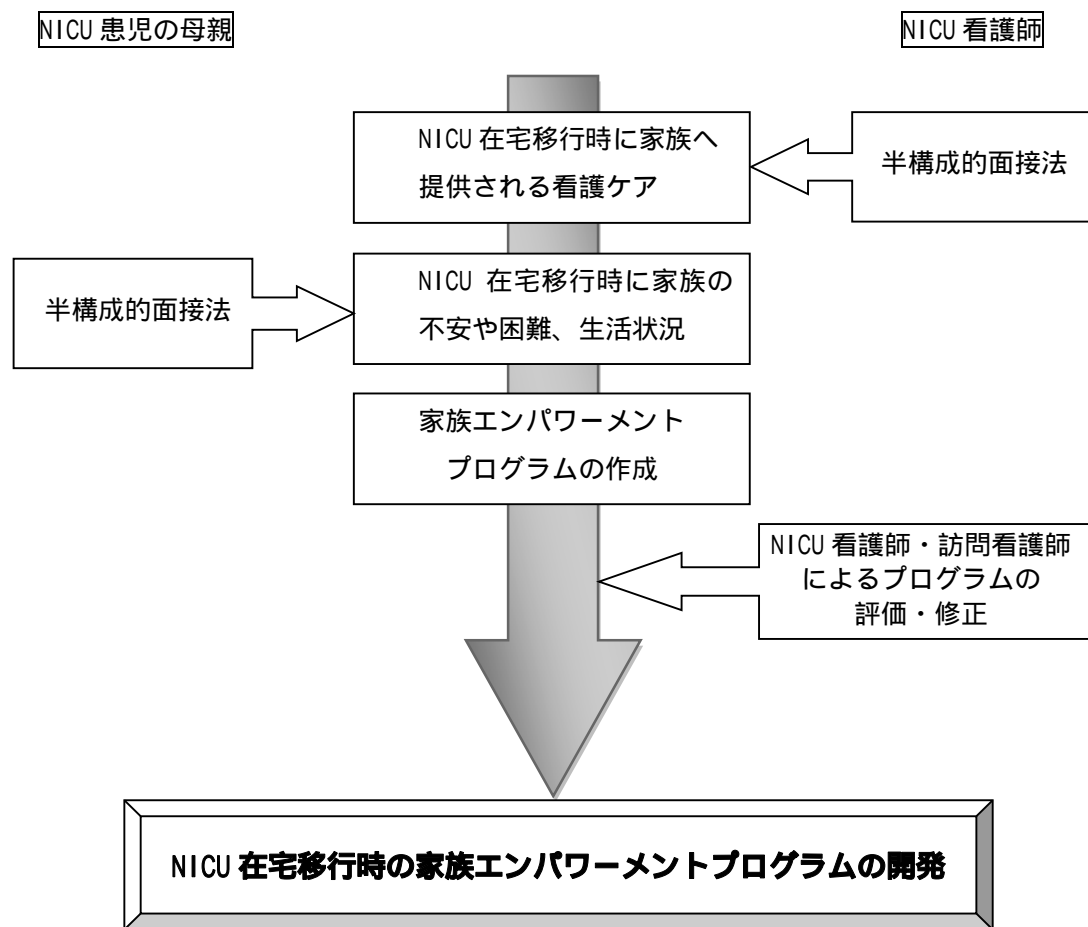 NICU 患児の母親
NICU 看護師
NICU 在宅移行時に家族へ
提供される看護ケア
半構成的面接法
半構成的面接法
NICU 在宅移行時に家族の
不安や困難、生活状況
家族エンパワーメント
プログラムの作成
NICU 看護師・訪問看護師
によるプログラムの
評価・修正
NICU 在宅移行時の家族エンパワーメントプログラムの開発